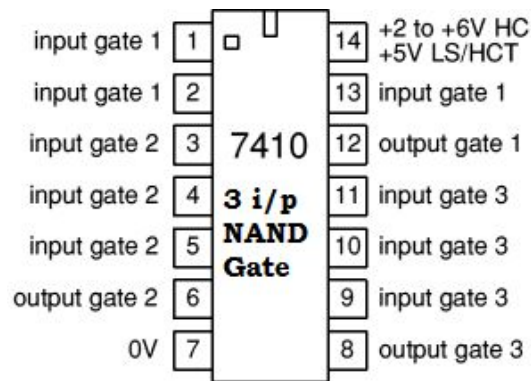 input gate 1 1
input gate 1 2
input gate 2 3
input gate 2 4
input gate 2 5
output gate 2 6
0V 7
7410
3 i/p
NAND
Gate
14 +2 to +6V HC
+5V LS/HCT
13 input gate 1
12 output gate 1
11 input gate 3
10 input gate 3
9 input gate 3
8 output gate 3